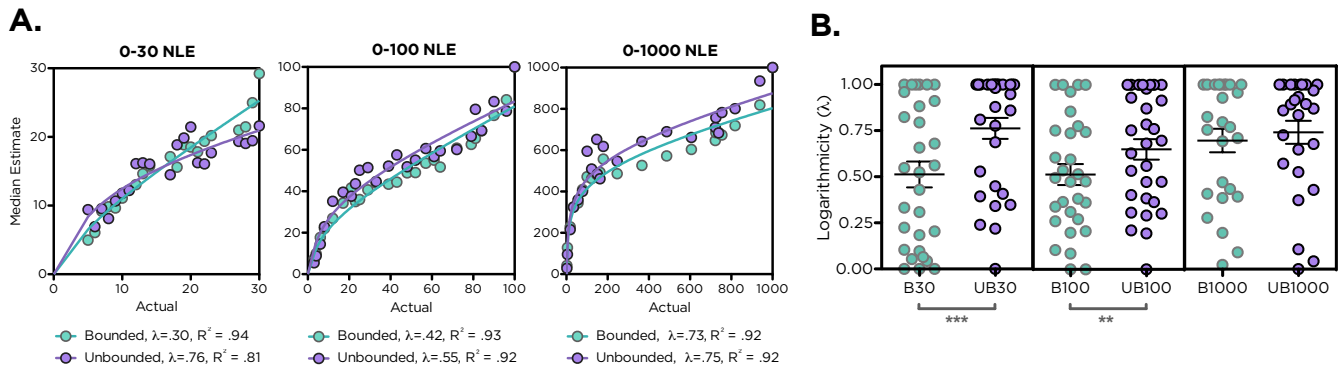 A.
B.
0-30 NLE
0-100 NLE
0-1000 NLE
Median Estimate
30
20
10
0
0
10
20
30
Actual
100
80
60
40
20
0
0
20
40
60
80
100
Actual
1000
800
600
400
200
0
0
200
400
600
800
1000
Actual
Bounded, λ=.30, R² = .94
Unbounded, λ=.76, R² = .81
Bounded, λ=.42, R² = .93
Unbounded, λ=.55, R² = .92
Bounded, λ=.73, R² = .92
Unbounded, λ=.75, R² = .92
Logarithmicity (λ)
1.00
0.75
0.50
0.25
0.00
B30
UB30
B100
UB100
B1000
UB1000
***
**